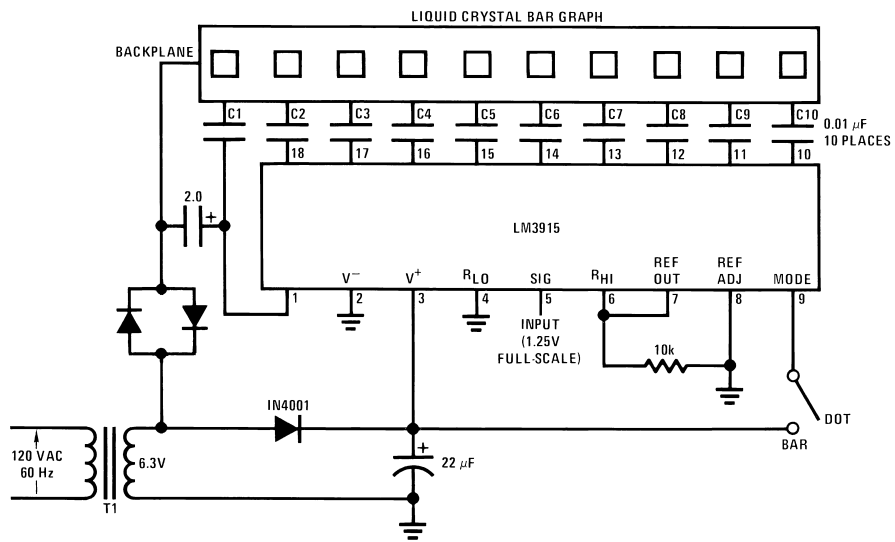 LIQUID CRYSTAL BAR GRAPH
BACKPLANE
C1 C2 C3 C4 C5 C6 C7 C8 C9 C10
0.01 μF
10 PLACES
18 17 16 15 14 13 12 11 10
2.0
+
LM3915
V− V+ RLO SIG RHI REF OUT REF ADJ MODE
1 2 3 4 5 6 7 8 9
INPUT
(1.25V
FULL-SCALE)
10k
IN4001
DOT
BAR
120 VAC
60 Hz
6.3V
+
22 μF
T1